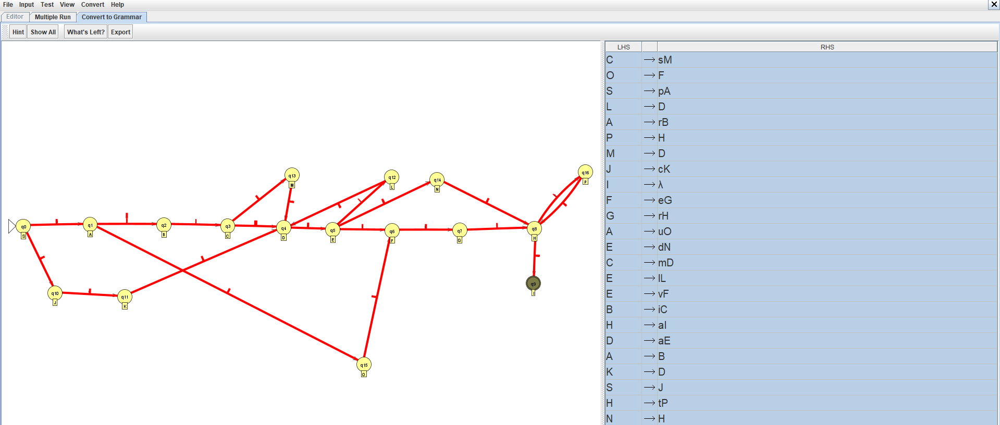 File Input Test View Convert Help
Editor Multiple Run Convert to Grammar
Hint Show All What's Left? Export
LHS RHS
C → sM
O → F
S → pA
L → D
A → rB
P → H
M → D
J → cK
I → λ
F → eG
G → rH
A → uO
E → dN
C → mD
E → lL
E → vF
B → iC
H → aI
D → aE
A → B
K → D
S → J
H → tP
N → H
q16
P
q13
M
q12
L
q14
N
q0
S
q1
A
q2
B
q3
C
q4
D
q5
E
q6
F
q7
G
q8
H
q9
I
q10
J
q11
K
q15
O